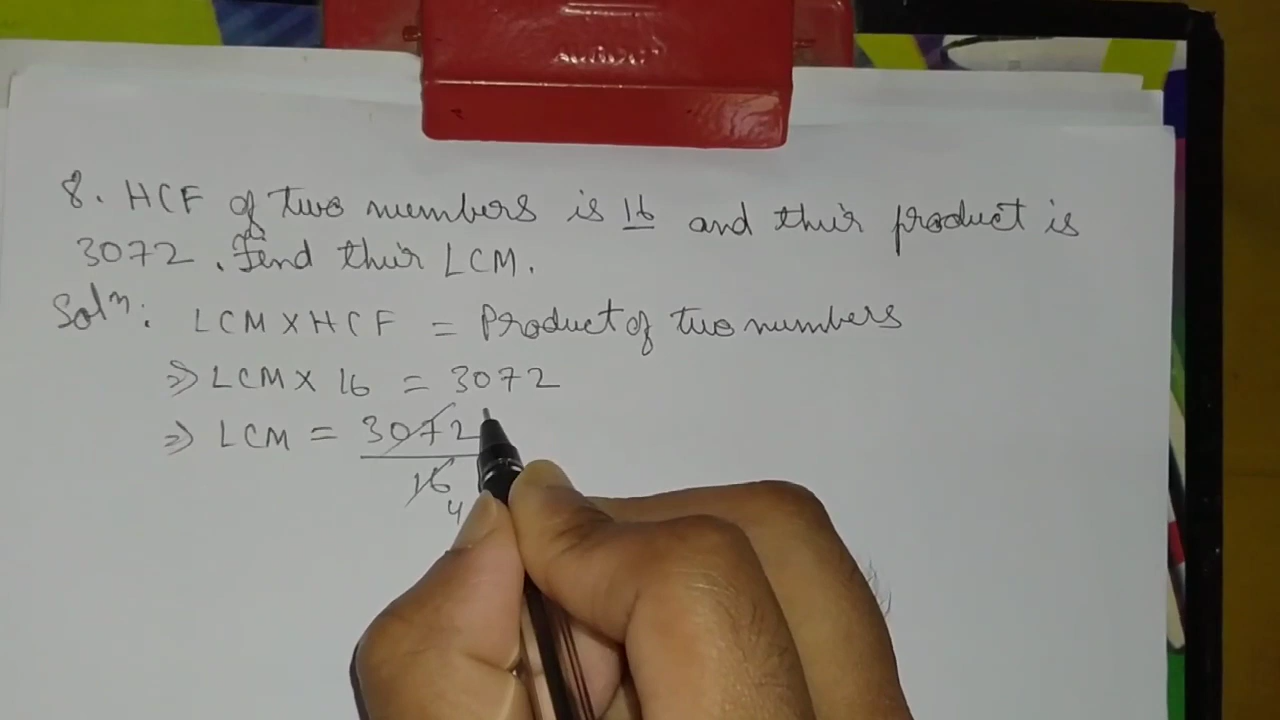 8. HCF of two numbers is 16 and their product is
3072. Find their LCM.
Solⁿ: LCM X HCF = Product of two numbers
⇒ LCM X 16 = 3072
⇒ LCM = 3072
16
4